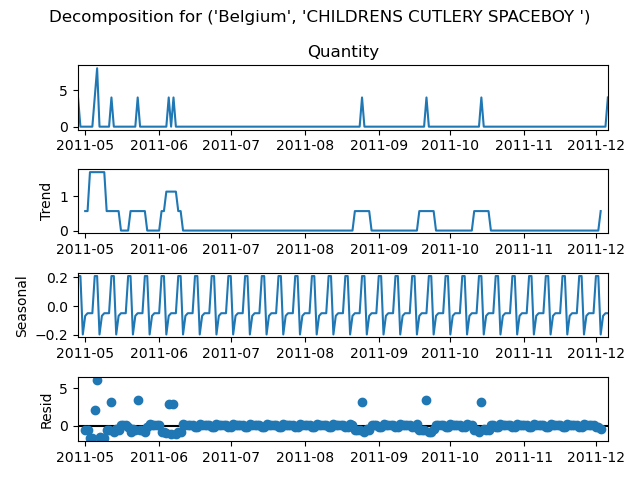 Decomposition for ('Belgium', 'CHILDRENS CUTLERY SPACEBOY ')
Quantity
5
0
2011-05 2011-06 2011-07 2011-08 2011-09 2011-10 2011-11 2011-12
Trend
1
0
2011-05 2011-06 2011-07 2011-08 2011-09 2011-10 2011-11 2011-12
Seasonal
0.2
0.0
−0.2
2011-05 2011-06 2011-07 2011-08 2011-09 2011-10 2011-11 2011-12
Resid
5
0
2011-05 2011-06 2011-07 2011-08 2011-09 2011-10 2011-11 2011-12